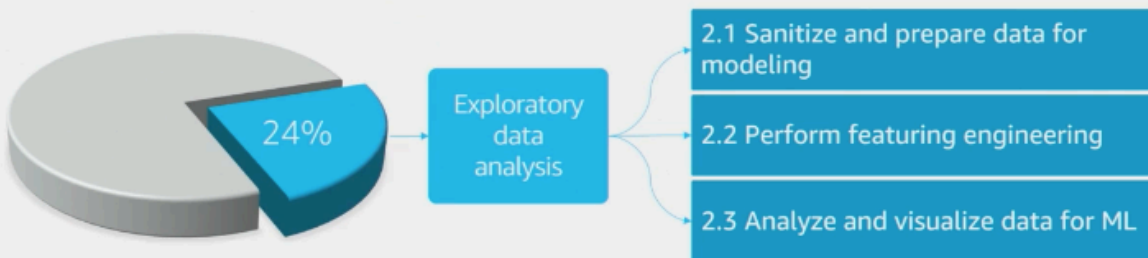 24%
Exploratory
data
analysis
2.1 Sanitize and prepare data for
modeling
2.2 Perform featuring engineering
2.3 Analyze and visualize data for ML